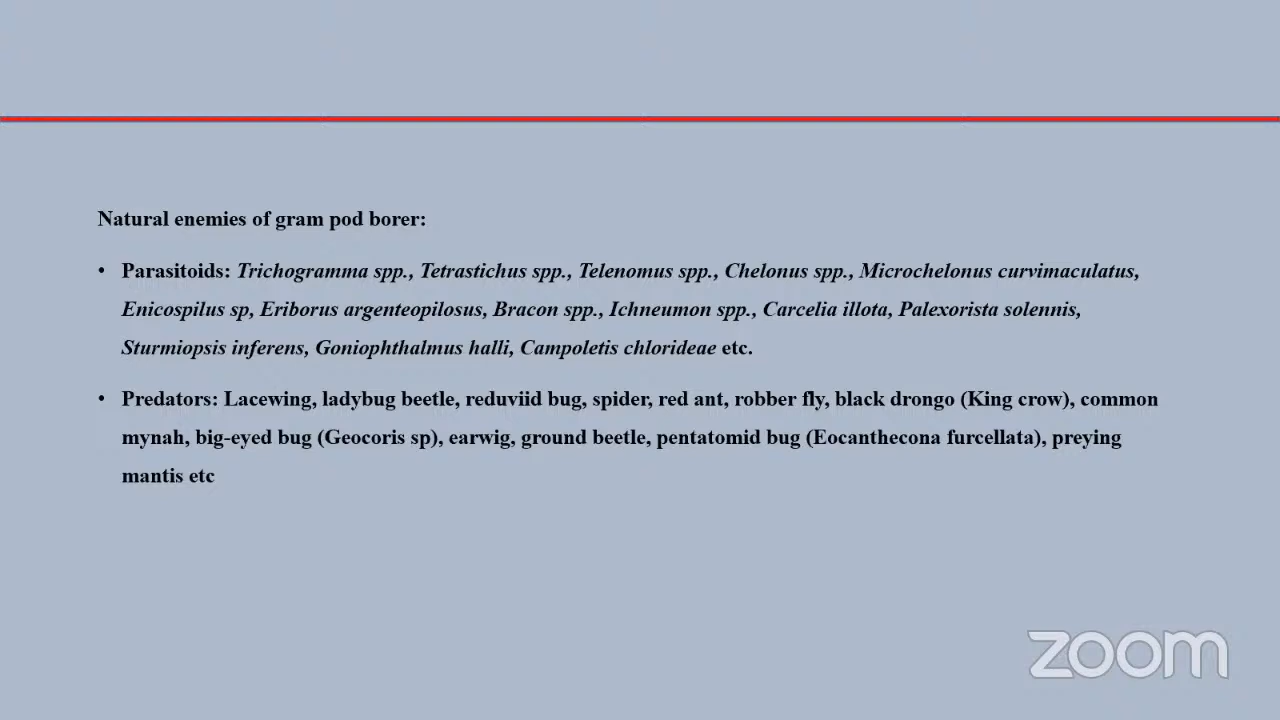 Natural enemies of gram pod borer:
• Parasitoids: Trichogramma spp., Tetrastichus spp., Telenomus spp., Chelonus spp., Microchelonus curvimaculatus,
Enicospilus sp, Eriborus argenteopilosus, Bracon spp., Ichneumon spp., Carcelia illota, Palexorista solennis,
Sturmiopsis inferens, Goniophthalmus halli, Campoletis chlorideae etc.
• Predators: Lacewing, ladybug beetle, reduviid bug, spider, red ant, robber fly, black drongo (King crow), common
mynah, big-eyed bug (Geocoris sp), earwig, ground beetle, pentatomid bug (Eocanthecona furcellata), preying
mantis etc
zoom